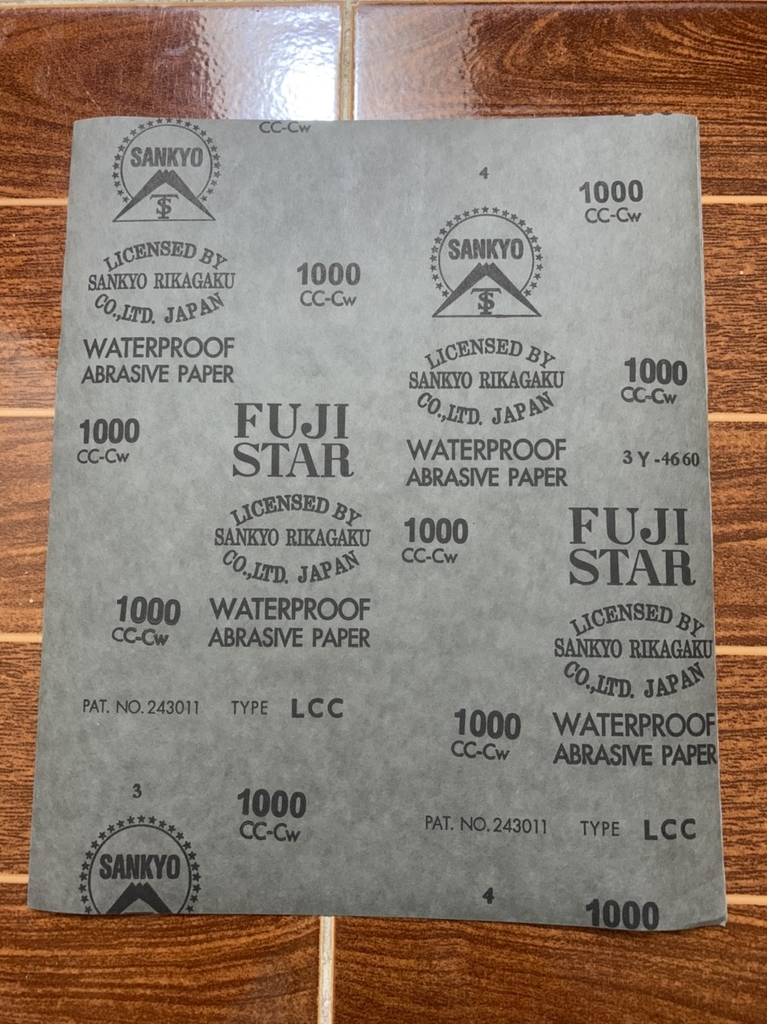 CC-Cw
SANKYO
TS
LICENSED BY
SANKYO RIKAGAKU
CO.,LTD. JAPAN
WATERPROOF
ABRASIVE PAPER
1000
CC-Cw
1000
CC-Cw
FUJI
STAR
LICENSED BY
SANKYO RIKAGAKU
CO.,LTD. JAPAN
1000
CC-Cw
WATERPROOF
ABRASIVE PAPER
PAT. NO. 243011 TYPE LCC
3
1000
CC-Cw
SANKYO
4
1000
CC-Cw
SANKYO
TS
LICENSED BY
SANKYO RIKAGAKU
CO.,LTD. JAPAN
1000
CC-Cw
WATERPROOF
ABRASIVE PAPER
3 Y -4660
1000
CC-Cw
FUJI
STAR
LICENSED BY
SANKYO RIKAGAKU
CO.,LTD. JAPAN
1000
CC-Cw
WATERPROOF
ABRASIVE PAPER
PAT. NO. 243011 TYPE LCC
4
1000